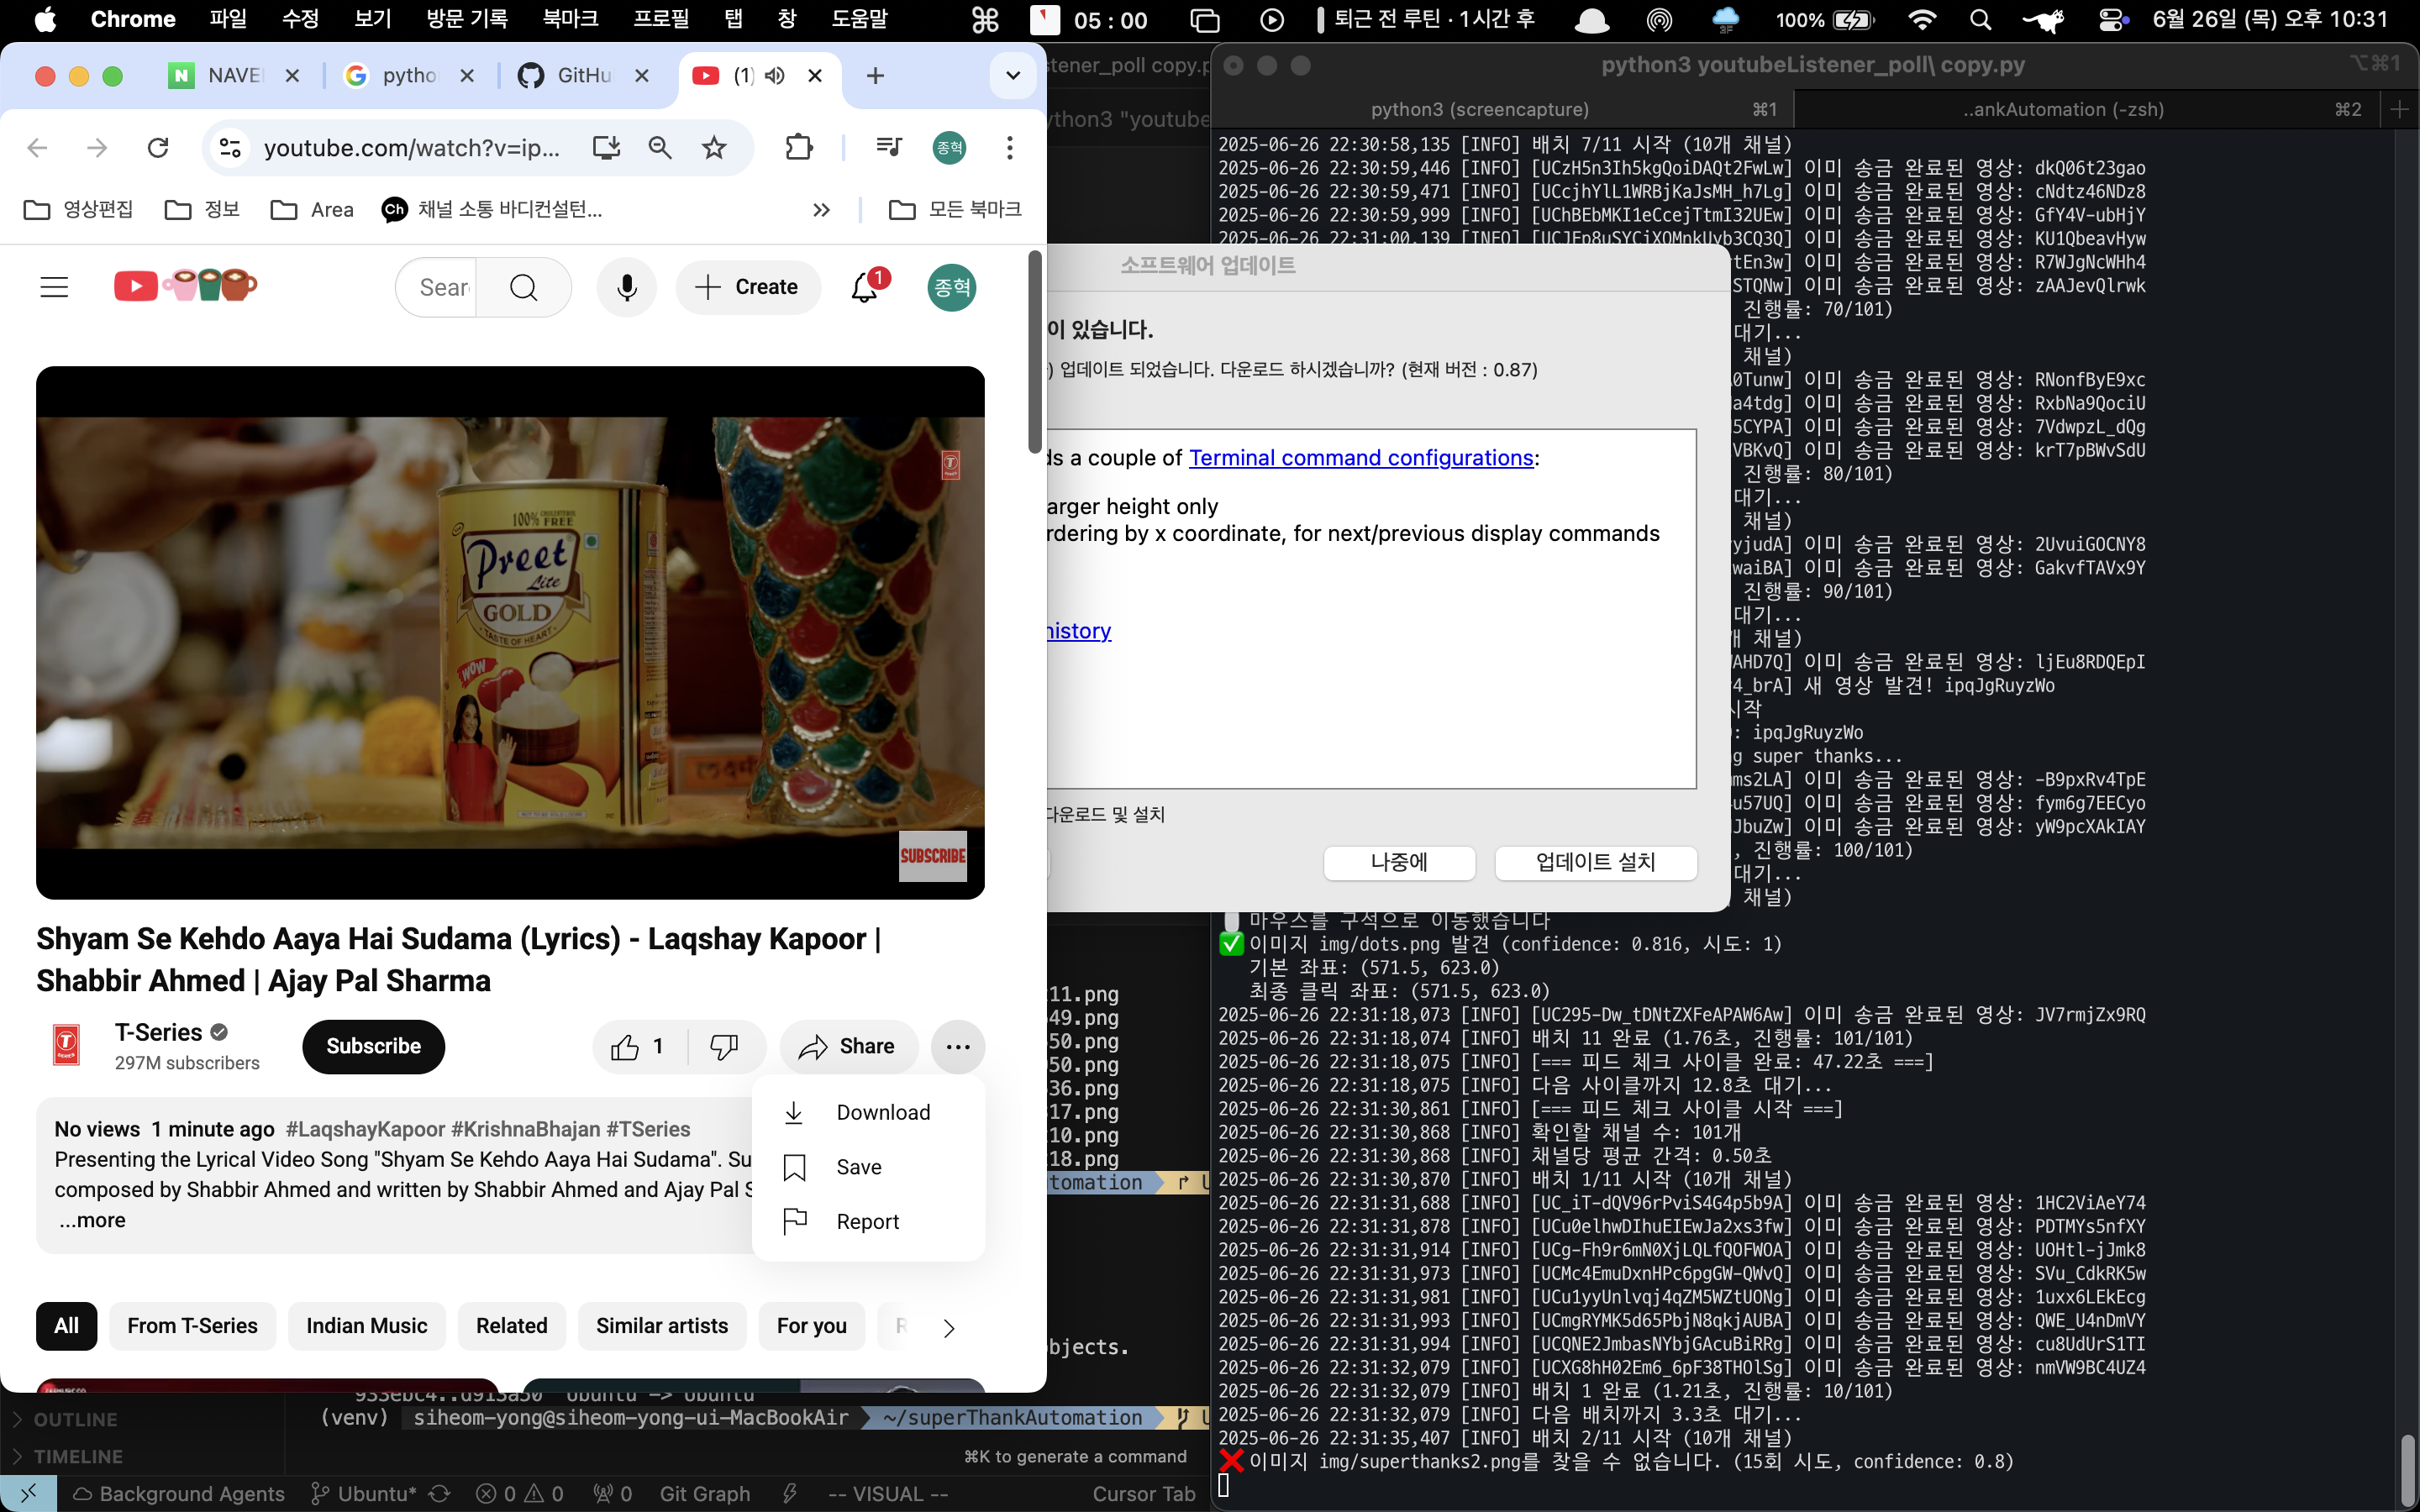 Chrome 파일 수정 보기 방문 기록 북마크 프로필 탭 창 도움말
05 : 00
퇴근 전 루틴 · 1시간 후
100%
6월 26일 (목) 오후 10:31
NAVE
pytho
GitHu
(1)
youtube.com/watch?v=ip...
종혁
영상편집
정보
Area
채널 소통 바디컨설턴...
모든 북마크
Sear
Create
1
종혁
100% CHOLESTEROL FREE
Preet
Lite
GOLD
TASTE OF HEART
WOW
SUBSCRIBE
Shyam Se Kehdo Aaya Hai Sudama (Lyrics) - Laqshay Kapoor |
Shabbir Ahmed | Ajay Pal Sharma
T-Series
297M subscribers
Subscribe
1
Share
Download
Save
Report
No views 1 minute ago #LaqshayKapoor #KrishnaBhajan #TSeries
Presenting the Lyrical Video Song "Shyam Se Kehdo Aaya Hai Sudama". Su
composed by Shabbir Ahmed and written by Shabbir Ahmed and Ajay Pal S
...more
All
From T-Series
Indian Music
Related
Similar artists
For you
stener_poll copy.p
ython3 "youtube
소프트웨어 업데이트
이 있습니다.
) 업데이트 되었습니다. 다운로드 하시겠습니까? (현재 버전 : 0.87)
ds a couple of Terminal command configurations:
arger height only
rdering by x coordinate, for next/previous display commands
history
다운로드 및 설치
나중에
업데이트 설치
11.png
49.png
50.png
50.png
36.png
17.png
10.png
18.png
tomation
bjects.
933ebc4..d913a50 Ubuntu -> Ubuntu
(venv) siheom-yong@siheom-yong-ui-MacBookAir ~/superThankAutomation
⌘K to generate a command
OUTLINE
TIMELINE
Background Agents
Ubuntu*
0
0
0
Git Graph
-- VISUAL --
Cursor Tab
python3 youtubeListener_poll\ copy.py
⌥⌘1
python3 (screencapture) ⌘1
..ankAutomation (-zsh) ⌘2
2025-06-26 22:30:58,135 [INFO] 배치 7/11 시작 (10개 채널)
2025-06-26 22:30:59,446 [INFO] [UCzH5n3Ih5kgQoiDAQt2FwLw] 이미 송금 완료된 영상: dkQ06t23gao
2025-06-26 22:30:59,471 [INFO] [UCcjhYlL1WRBjKaJsMH_h7Lg] 이미 송금 완료된 영상: cNdtz46NDz8
2025-06-26 22:30:59,999 [INFO] [UChBEbMKI1eCcejTtmI32UEw] 이미 송금 완료된 영상: GfY4V-ubHjY
2025-06-26 22:31:00,139 [INFO] [UCJFp8uSYCjXOMnkUyb3CQ3Q] 이미 송금 완료된 영상: KU1QbeavHyw
tEn3w] 이미 송금 완료된 영상: R7WJgNcWHh4
STQNw] 이미 송금 완료된 영상: zAAJevQlrwk
진행률: 70/101)
대기...
채널)
0Tunw] 이미 송금 완료된 영상: RNonfByE9xc
a4tdg] 이미 송금 완료된 영상: RxbNa9QociU
5CYPA] 이미 송금 완료된 영상: 7VdwpzL_dQg
VBKvQ] 이미 송금 완료된 영상: krT7pBWvSdU
진행률: 80/101)
대기...
채널)
yjudA] 이미 송금 완료된 영상: 2UvuiGOCNY8
waiBA] 이미 송금 완료된 영상: GakvfTAVx9Y
진행률: 90/101)
대기...
개 채널)
AHD7Q] 이미 송금 완료된 영상: ljEu8RDQEpI
4_brA] 새 영상 발견! ipqJgRuyzWo
시작
: ipqJgRuyzWo
g super thanks...
ms2LA] 이미 송금 완료된 영상: -B9pxRv4TpE
u57UQ] 이미 송금 완료된 영상: fym6g7EECyo
JbuZw] 이미 송금 완료된 영상: yW9pcXAkIAY
, 진행률: 100/101)
대기...
채널)
마우스를 구석으로 이동했습니다
✅ 이미지 img/dots.png 발견 (confidence: 0.816, 시도: 1)
기본 좌표: (571.5, 623.0)
최종 클릭 좌표: (571.5, 623.0)
2025-06-26 22:31:18,073 [INFO] [UC295-Dw_tDNtZXFeAPAW6Aw] 이미 송금 완료된 영상: JV7rmjZx9RQ
2025-06-26 22:31:18,074 [INFO] 배치 11 완료 (1.76초, 진행률: 101/101)
2025-06-26 22:31:18,075 [INFO] [=== 피드 체크 사이클 완료: 47.22초 ===]
2025-06-26 22:31:18,075 [INFO] 다음 사이클까지 12.8초 대기...
2025-06-26 22:31:30,861 [INFO] [=== 피드 체크 사이클 시작 ===]
2025-06-26 22:31:30,868 [INFO] 확인할 채널 수: 101개
2025-06-26 22:31:30,868 [INFO] 채널당 평균 간격: 0.50초
2025-06-26 22:31:30,870 [INFO] 배치 1/11 시작 (10개 채널)
2025-06-26 22:31:31,688 [INFO] [UC_iT-dQV96rPviS4G4p5b9A] 이미 송금 완료된 영상: 1HC2ViAeY74
2025-06-26 22:31:31,878 [INFO] [UCu0elhwDIhuEIEwJa2xs3fw] 이미 송금 완료된 영상: PDTMYs5nfXY
2025-06-26 22:31:31,914 [INFO] [UCg-Fh9r6mN0XjLQLfQOFWOA] 이미 송금 완료된 영상: UOHtl-jJmk8
2025-06-26 22:31:31,973 [INFO] [UCMc4EmuDxnHPc6pgGW-QWvQ] 이미 송금 완료된 영상: SVu_CdkRK5w
2025-06-26 22:31:31,981 [INFO] [UCu1yyUnlvqj4qZM5WZtUONg] 이미 송금 완료된 영상: 1uxx6LEkEcg
2025-06-26 22:31:31,993 [INFO] [UCmgRYMK5d65PbjN8qkjAUBA] 이미 송금 완료된 영상: QWE_U4nDmVY
2025-06-26 22:31:31,994 [INFO] [UCQNE2JmbasNYbjGAcuBiRRg] 이미 송금 완료된 영상: cu8UdUrS1TI
2025-06-26 22:31:32,079 [INFO] [UCXG8hH02Em6_6pF38THOlSg] 이미 송금 완료된 영상: nmVW9BC4UZ4
2025-06-26 22:31:32,079 [INFO] 배치 1 완료 (1.21초, 진행률: 10/101)
2025-06-26 22:31:32,079 [INFO] 다음 배치까지 3.3초 대기...
2025-06-26 22:31:35,407 [INFO] 배치 2/11 시작 (10개 채널)
❌ 이미지 img/superthanks2.png를 찾을 수 없습니다. (15회 시도, confidence: 0.8)